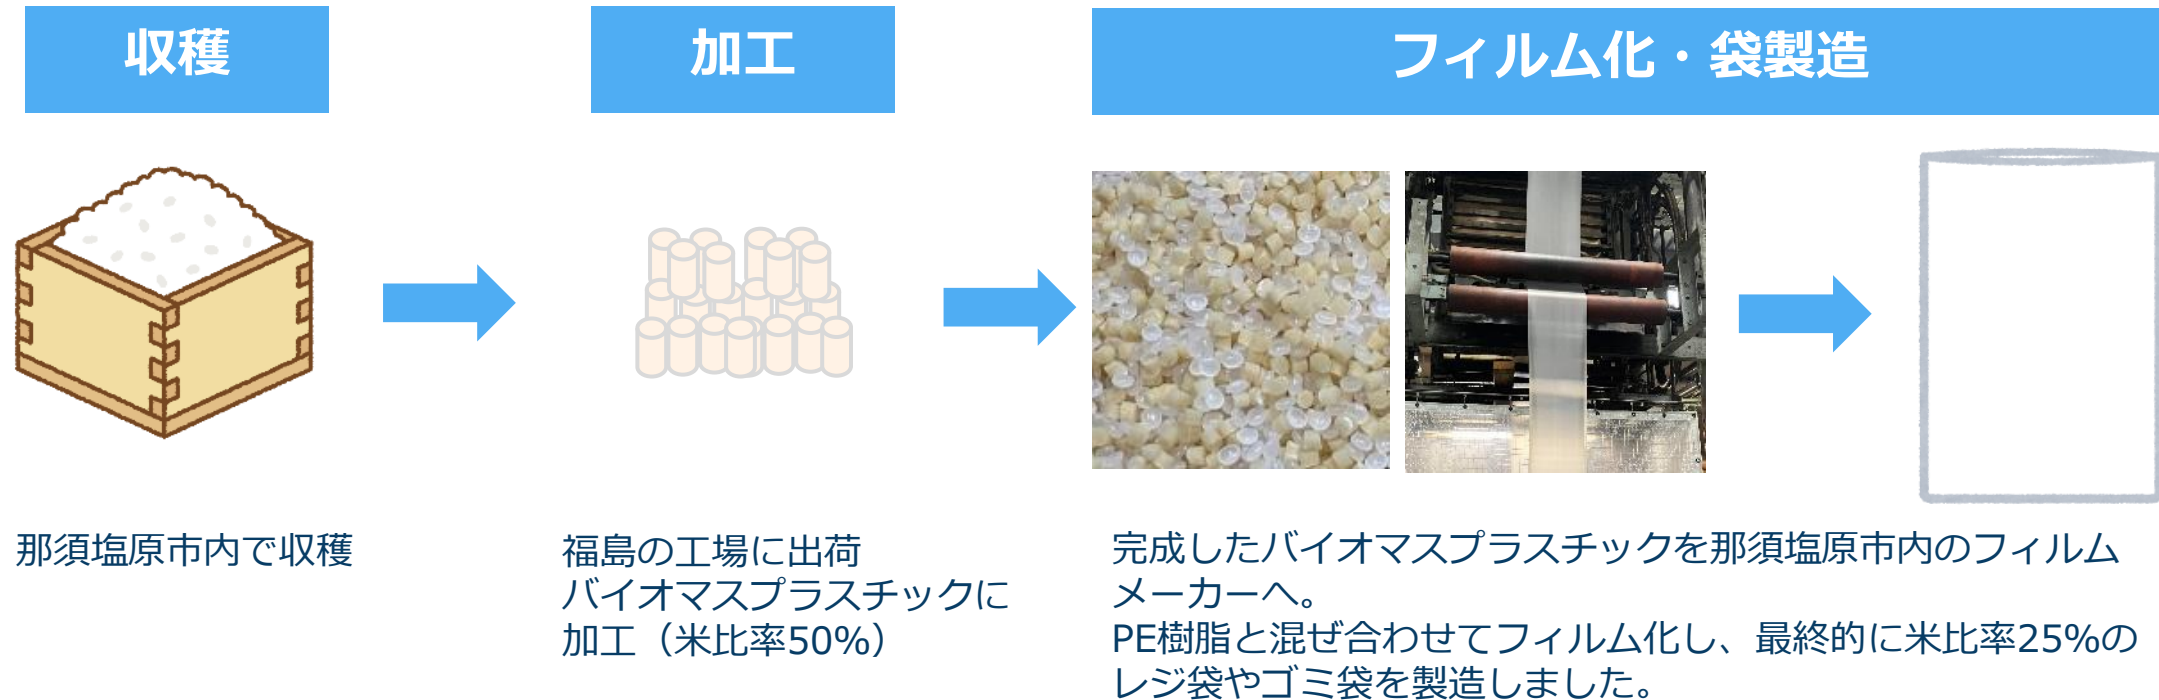 収穫
加工
フィルム化・袋製造
那須塩原市内で収穫
福島の工場に出荷
バイオマスプラスチックに
加工（米比率50%）
完成したバイオマスプラスチックを那須塩原市内のフィルム
メーカーへ。
PE樹脂と混ぜ合わせてフィルム化し、最終的に米比率25%の
レジ袋やゴミ袋を製造しました。